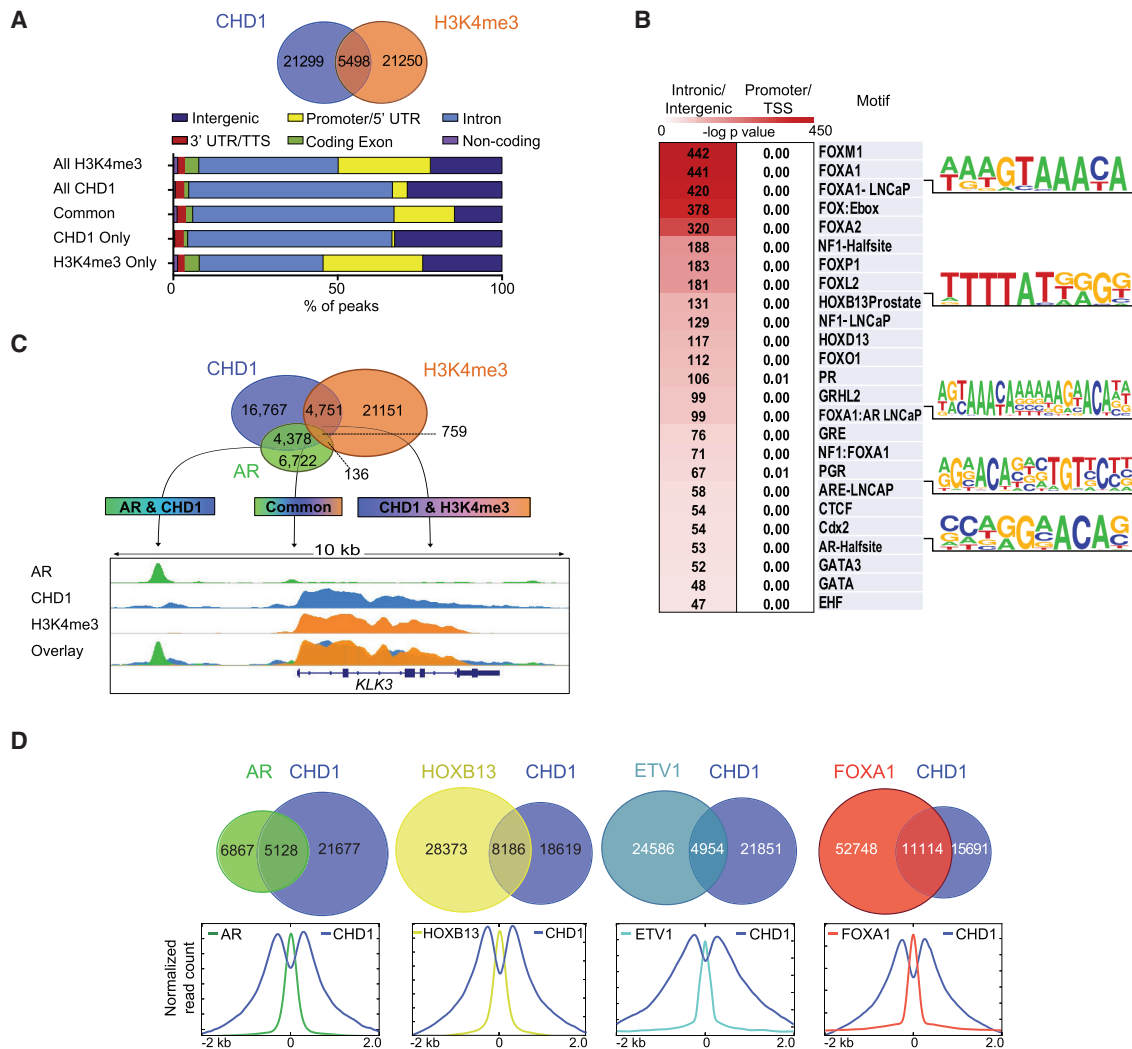 A
CHD1
H3K4me3
21299
5498
21250
Intergenic
Promoter/5' UTR
Intron
3' UTR/TTS
Coding Exon
Non-coding
All H3K4me3
All CHD1
Common
CHD1 Only
H3K4me3 Only
0
50
100
% of peaks
B
Intronic/ Promoter/
Intergenic TSS
Motif
0 -log p value 450
442 0.00 FOXM1
441 0.00 FOXA1
420 0.00 FOXA1- LNCaP
378 0.00 FOX:Ebox
320 0.00 FOXA2
188 0.00 NF1-Halfsite
183 0.00 FOXP1
181 0.00 FOXL2
131 0.00 HOXB13Prostate
129 0.00 NF1-LNCaP
117 0.00 HOXD13
112 0.00 FOXO1
106 0.01 PR
99 0.00 GRHL2
99 0.00 FOXA1:AR LNCaP
76 0.00 GRE
71 0.00 NF1:FOXA1
67 0.01 PGR
58 0.00 ARE-LNCAP
54 0.00 CTCF
54 0.00 Cdx2
53 0.00 AR-Halfsite
52 0.00 GATA3
48 0.00 GATA
47 0.00 EHF
C
CHD1
H3K4me3
16,767
4,751
21151
4,378
759
AR
6,722
136
AR & CHD1
Common
CHD1 & H3K4me3
10 kb
AR
CHD1
H3K4me3
Overlay
KLK3
D
AR CHD1
HOXB13 CHD1
ETV1 CHD1
FOXA1 CHD1
6867 5128 21677
28373 8186 18619
24586 4954 21851
52748 11114 15691
Normalized
read count
AR CHD1
HOXB13 CHD1
ETV1 CHD1
FOXA1 CHD1
-2 kb 0 2.0
-2 kb 0 2.0
-2 kb 0 2.0
-2 kb 0 2.0